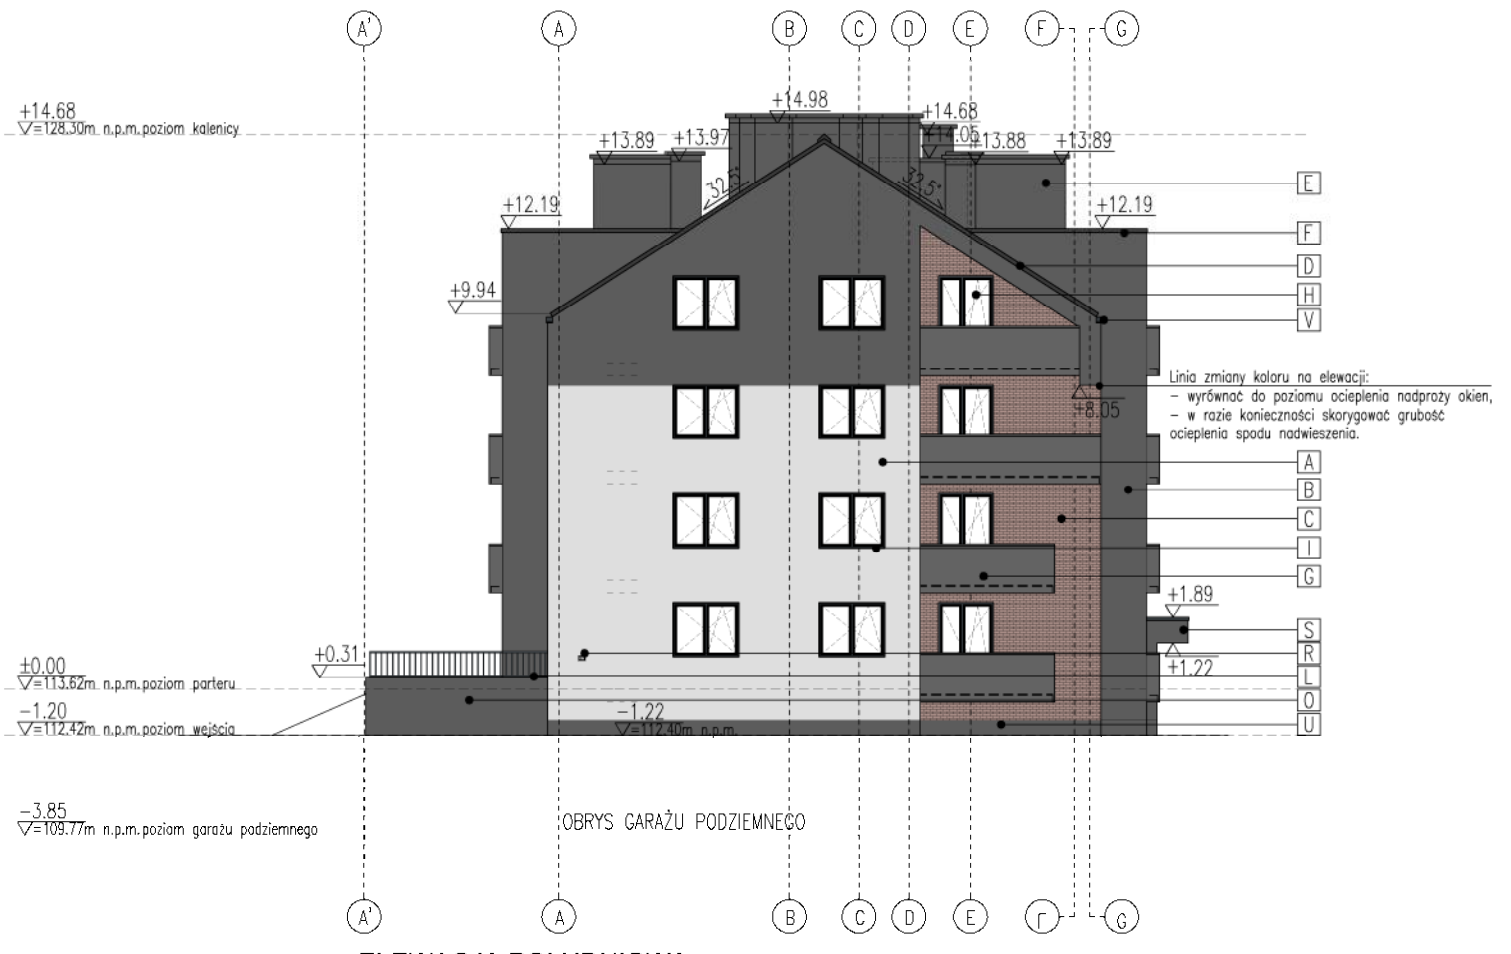 A' A B C D E F G
+14.68
=128.30m n.p.m. poziom kalenicy
+14.98
+14.68
+14.05
+13.89
+13.97
+13.88
+13.89
32.5°
32.5°
E
+12.19
+12.19
F
D
+9.94
H
V
Linia zmiany koloru na elewacji:
- wyrównać do poziomu ocieplenia nadproży okien,
- w razie konieczności skorygować grubość
ocieplenia spodu nadwieszenia.
+8.05
A
B
C
I
G
+1.89
S
R
+0.31
+1.22
±0.00
=113.62m n.p.m. poziom parteru
L
O
-1.20
=112.42m n.p.m. poziom wejścia
-1.22
=112.40m n.p.m.
U
-3.85
=109.77m n.p.m. poziom garażu podziemnego
OBRYS GARAŻU PODZIEMNEGO
A' A B C D E Γ G